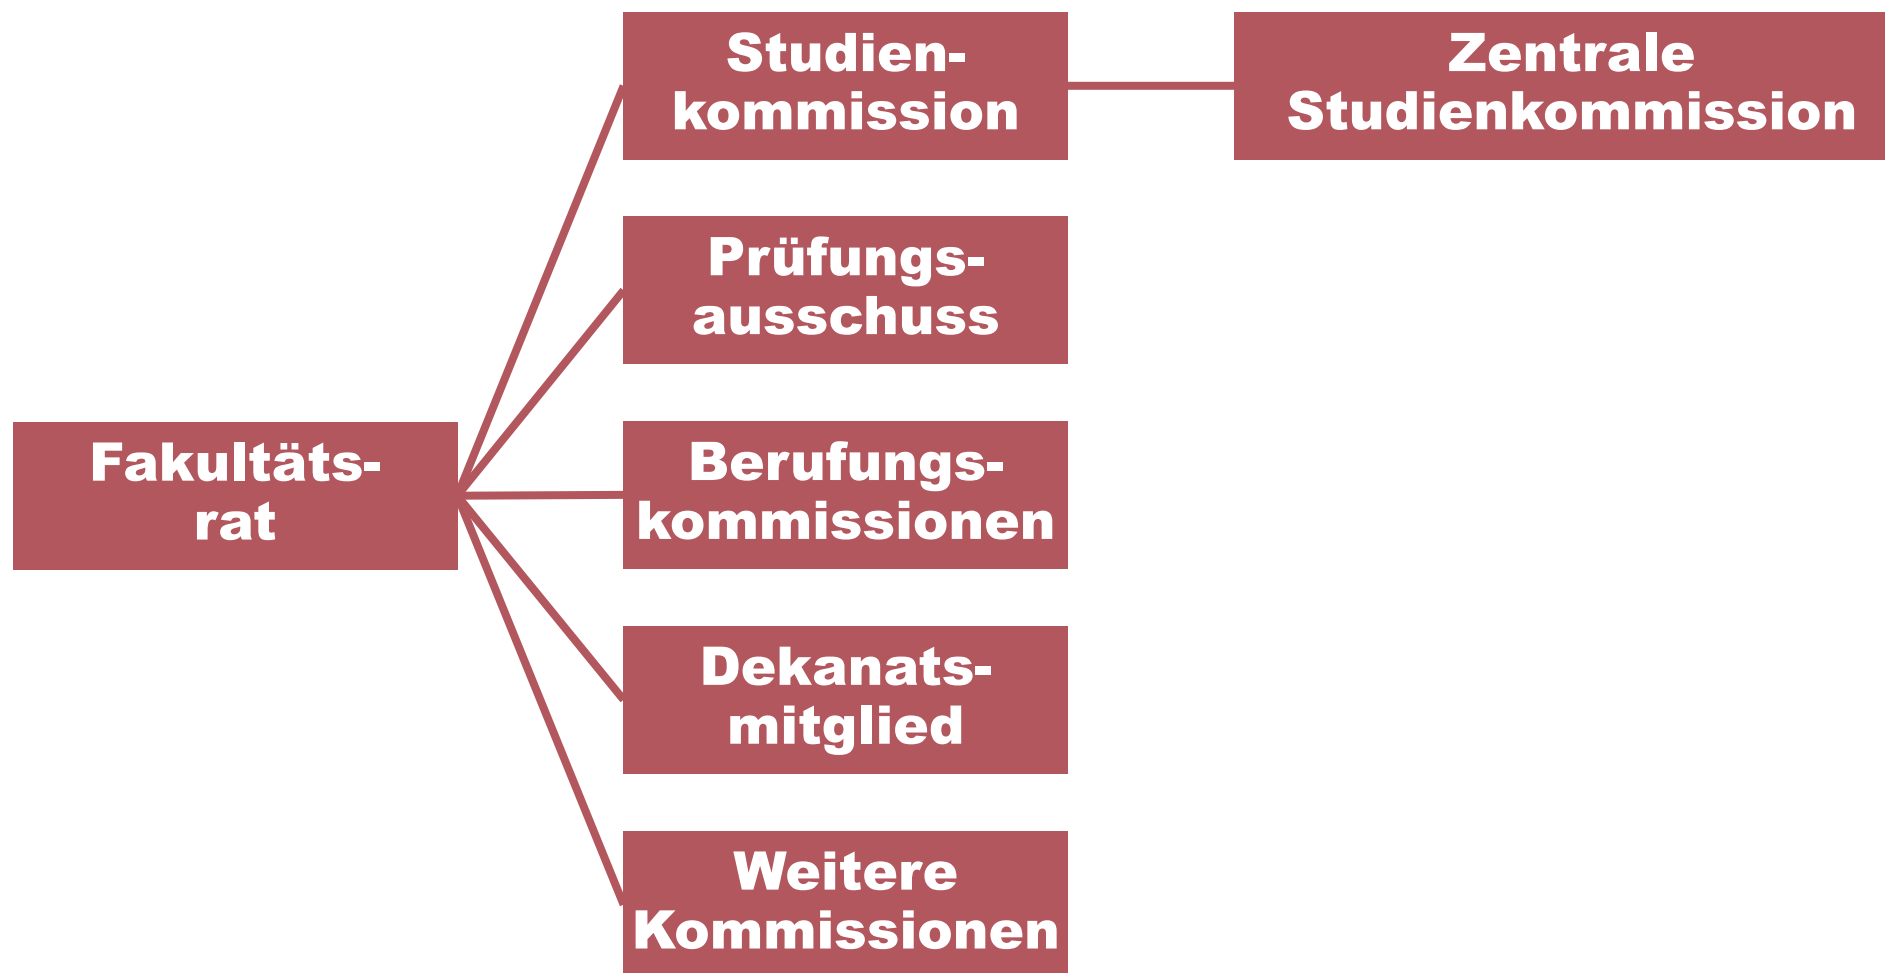 Studien-
kommission
Zentrale
Studienkommission
Prüfungs-
ausschuss
Fakultäts-
rat
Berufungs-
kommissionen
Dekanats-
mitglied
Weitere
Kommissionen